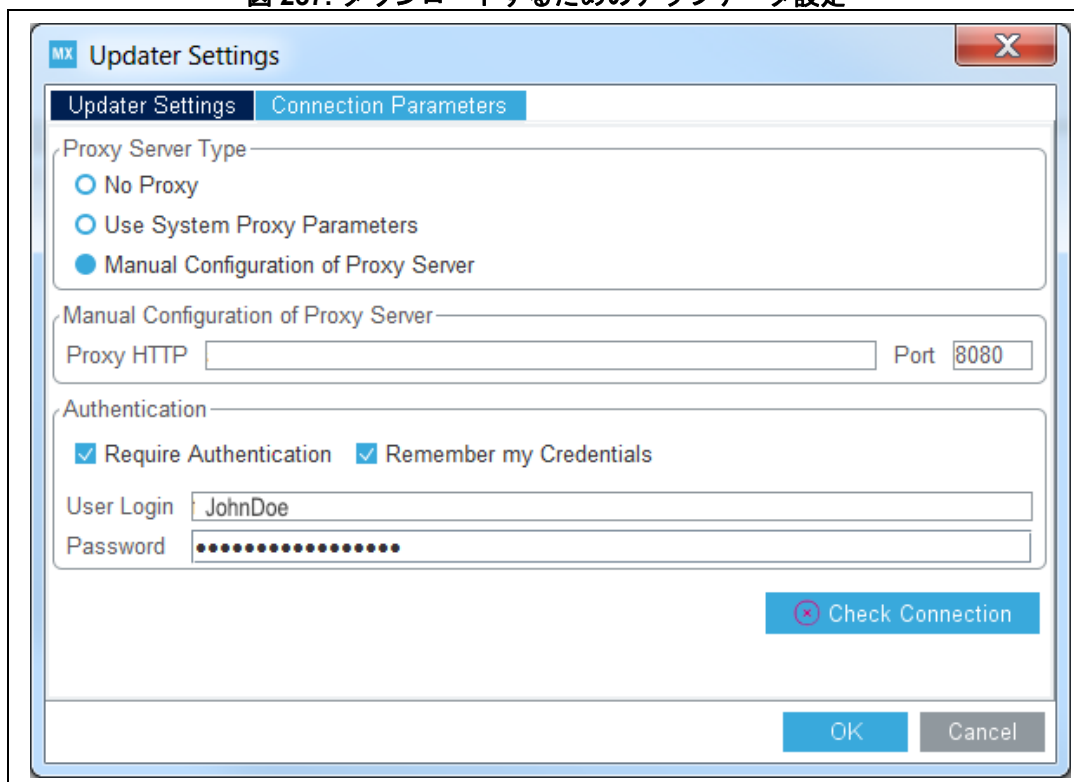 MX Updater Settings
Updater Settings Connection Parameters
Proxy Server Type
No Proxy
Use System Proxy Parameters
Manual Configuration of Proxy Server
Manual Configuration of Proxy Server
Proxy HTTP Port 8080
Authentication
Require Authentication Remember my Credentials
User Login JohnDoe
Password •••••••••••••••••
Check Connection
OK Cancel